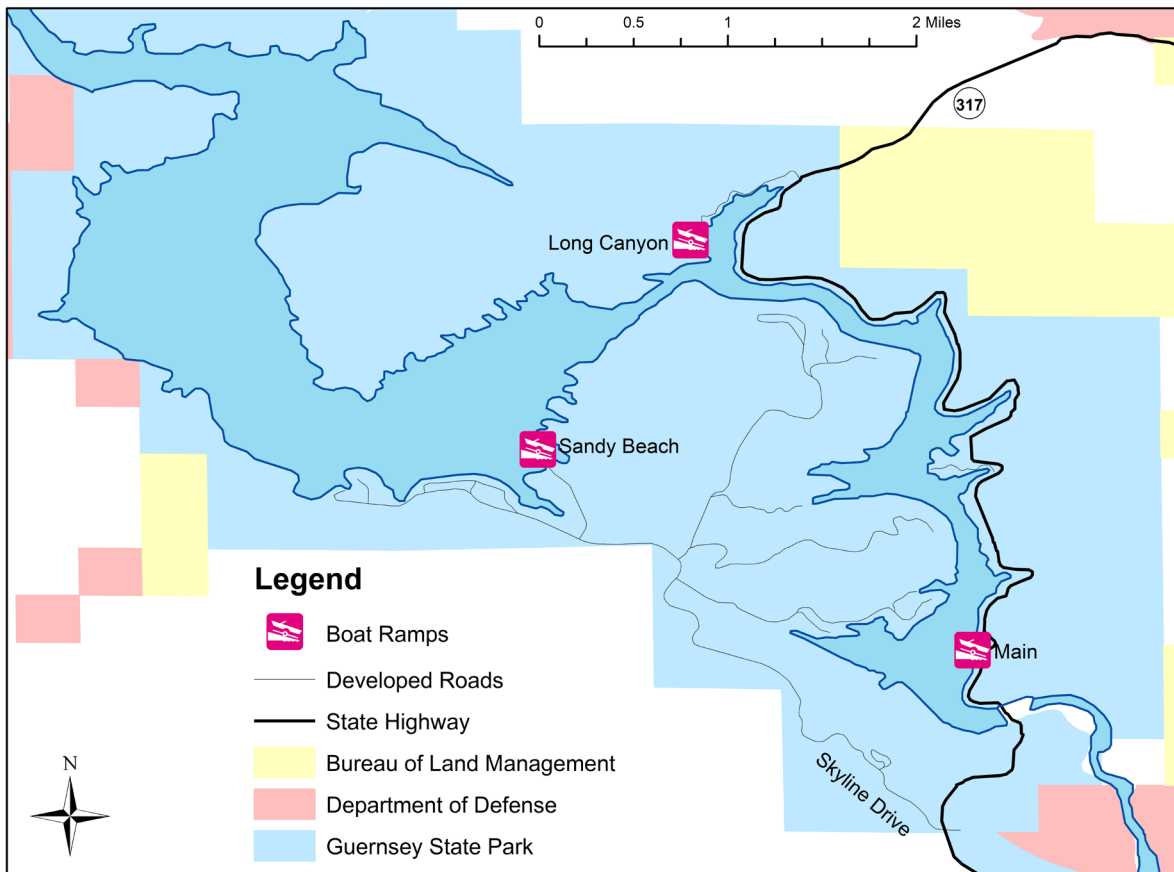 0 0.5 1 2 Miles
317
Long Canyon
Sandy Beach
Main
Skyline Drive
Legend
Boat Ramps
Developed Roads
State Highway
Bureau of Land Management
Department of Defense
Guernsey State Park
N